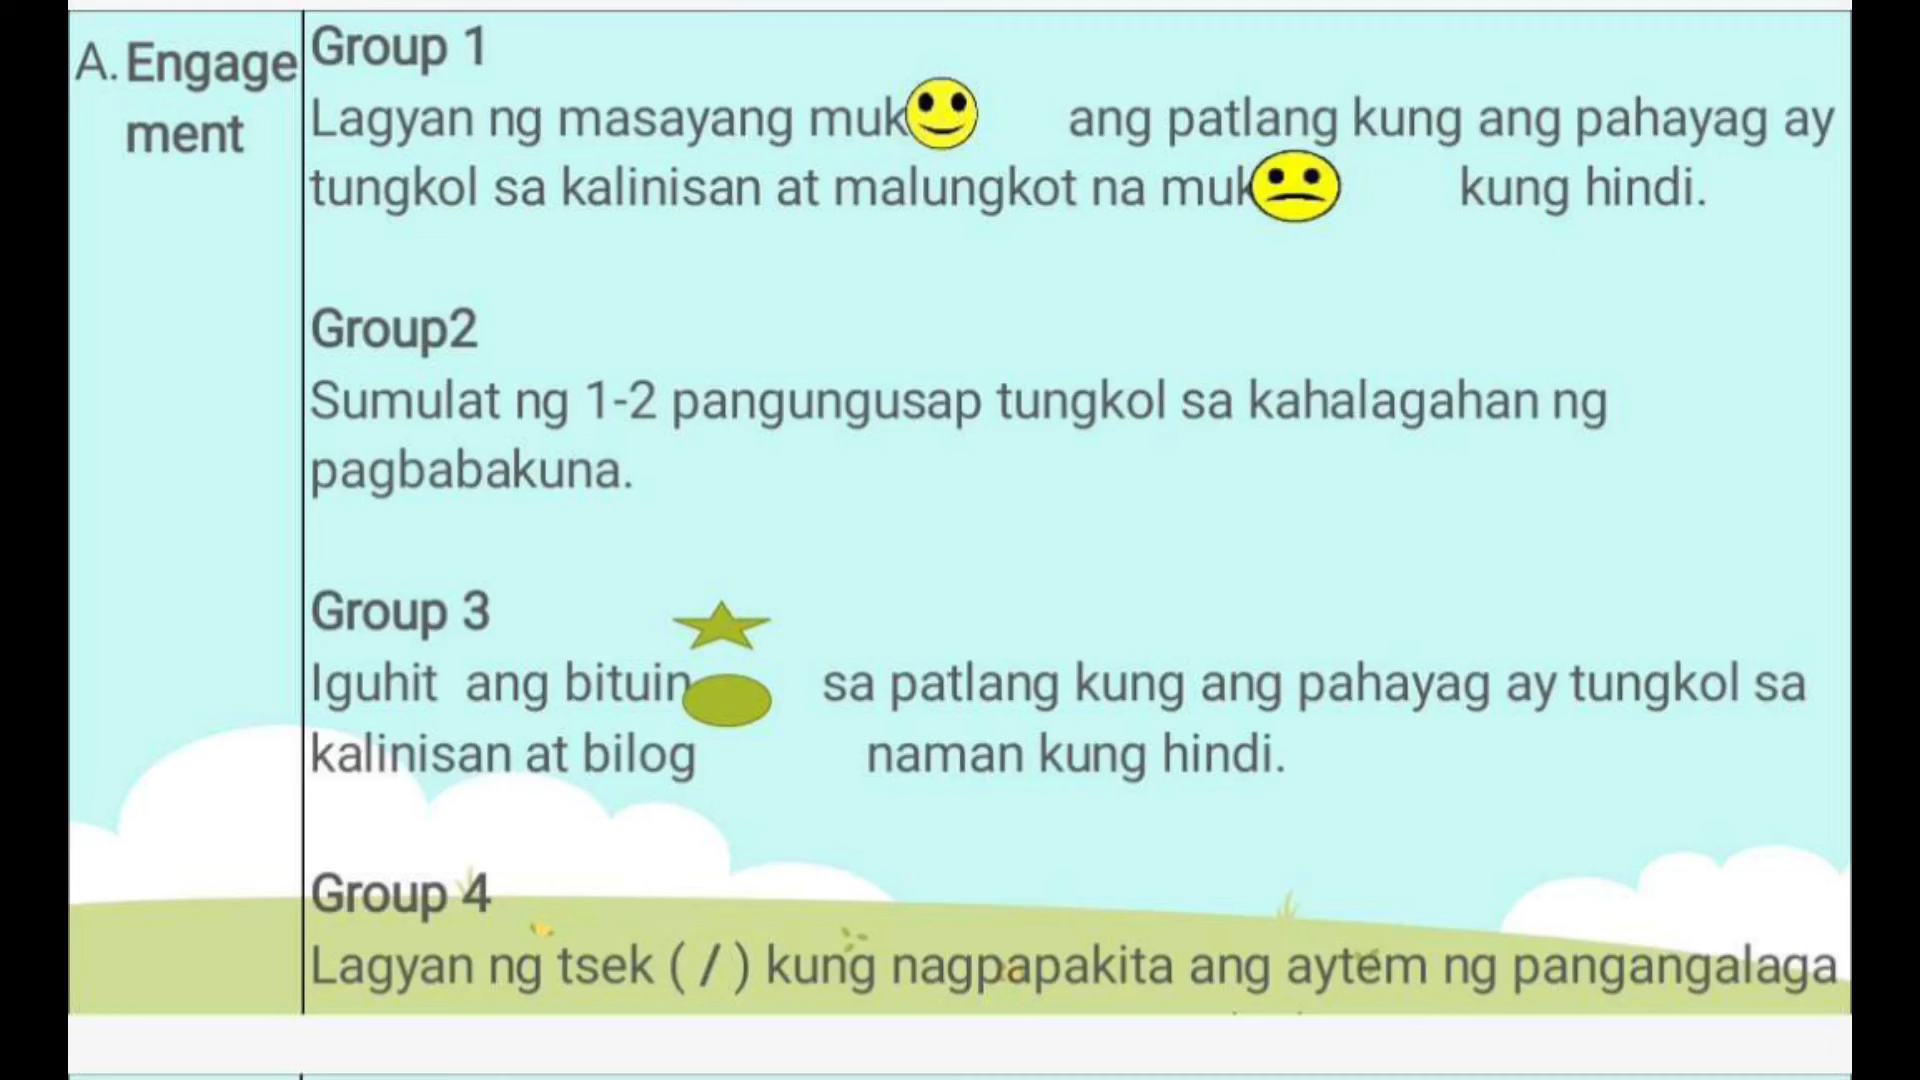 A. Engage
ment
Group 1
Lagyan ng masayang muk ang patlang kung ang pahayag ay
tungkol sa kalinisan at malungkot na muk kung hindi.
Group2
Sumulat ng 1-2 pangungusap tungkol sa kahalagahan ng
pagbabakuna.
Group 3
Iguhit ang bituin sa patlang kung ang pahayag ay tungkol sa
kalinisan at bilog naman kung hindi.
Group 4
Lagyan ng tsek ( / ) kung nagpapakita ang aytem ng pangangalaga